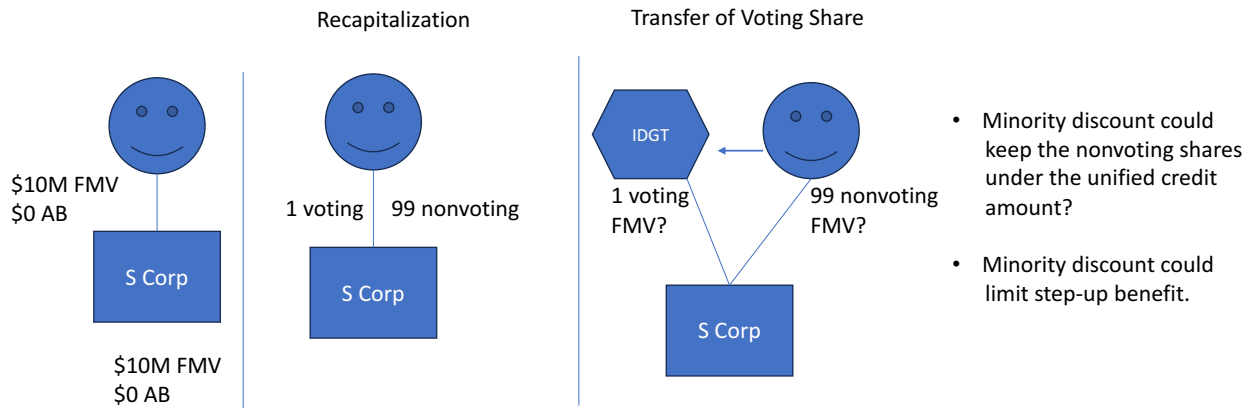 Recapitalization
Transfer of Voting Share
$10M FMV
$0 AB
S Corp
$10M FMV
$0 AB
1 voting
99 nonvoting
S Corp
IDGT
1 voting
FMV?
99 nonvoting
FMV?
S Corp
• Minority discount could
keep the nonvoting shares
under the unified credit
amount?
• Minority discount could
limit step-up benefit.